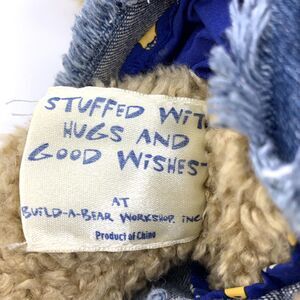 STUFFED WITH
HUGS AND
GOOD WISHES
AT
BUILD-A-BEAR WORKSHOP, INC.
Product of China